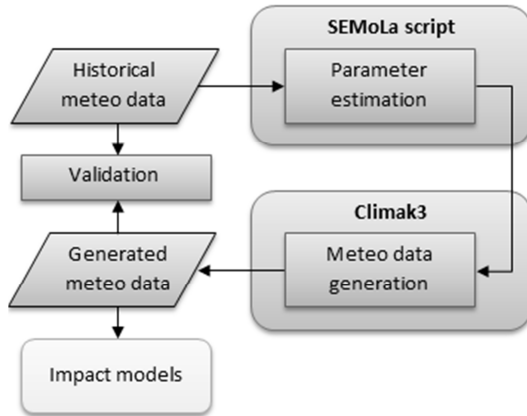 SEMoLa script
Historical
meteo data
Parameter
estimation
Validation
Climak3
Generated
meteo data
Meteo data
generation
Impact models